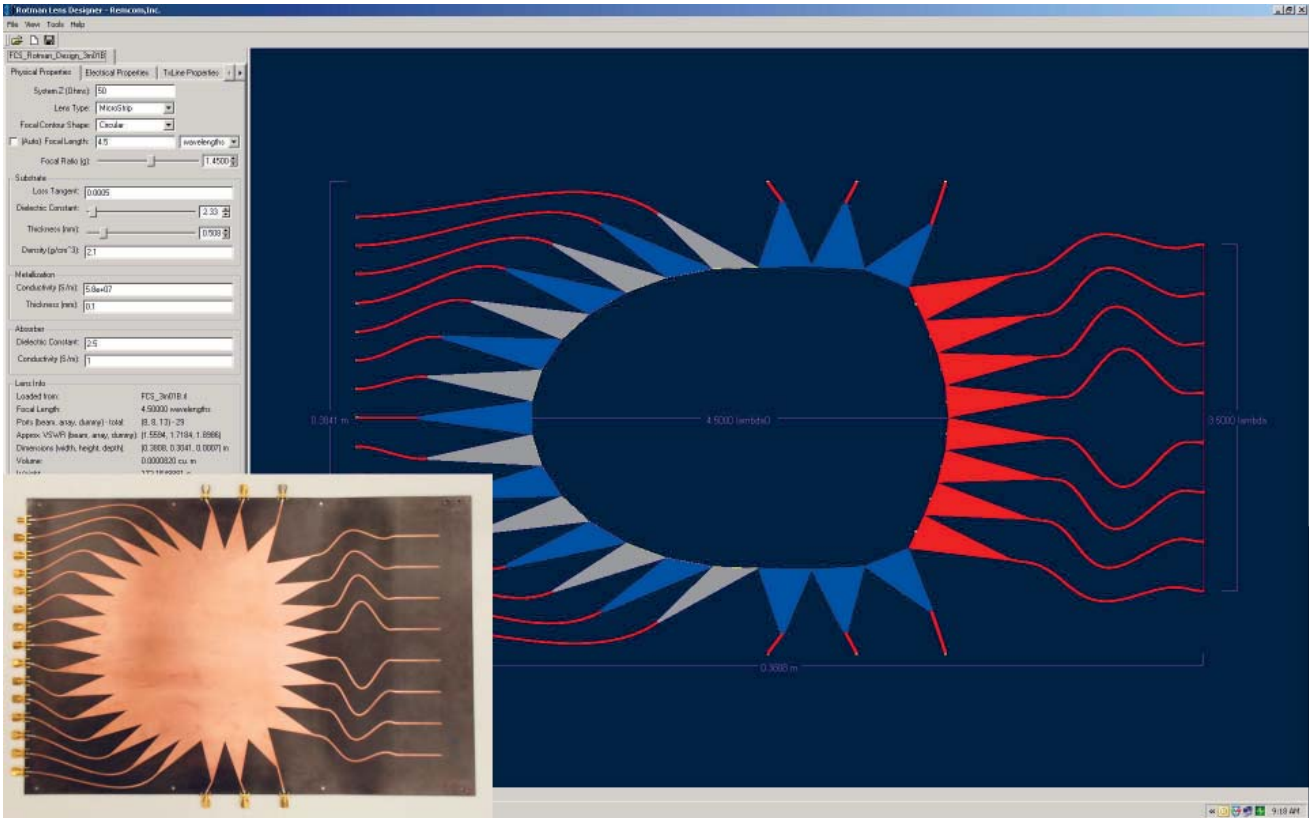 Rotman Lens Designer - Remcom,Inc.
File View Tools Help
FCS_Rotman_Design_3in01B
Physical Properties Electrical Properties TxLine Properties
System Z (Ohms): 50
Lens Type: MicroStrip
Focal Contour Shape: Circular
(Auto) Focal Length: 4.5 wavelengths
Focal Ratio (g): 1.4500
Substrate
Loss Tangent: 0.0005
Dielectric Constant: 2.33
Thickness (mm): 0.508
Density (g/cm^3): 2.1
Metallization
Conductivity (S/m): 5.8e+07
Thickness (mm): 0.1
Absorber
Dielectric Constant: 2.5
Conductivity (S/m): 1
Lens Info
Loaded from: FCS_3in01B.rl
Focal Length: 4.50000 wavelengths
Ports (beam, array, dummy) - total: (8, 8, 13) - 29
Approx. VSWR (beam, array, dummy): (1.5594, 1.7184, 1.8986)
Dimensions (width, height, depth): (0.3808, 0.3041, 0.0007) m
Volume: 0.0000820 cu. m
0.3041 m
4.5000 lambda0
3.5000 lambda
m
9:18 AM